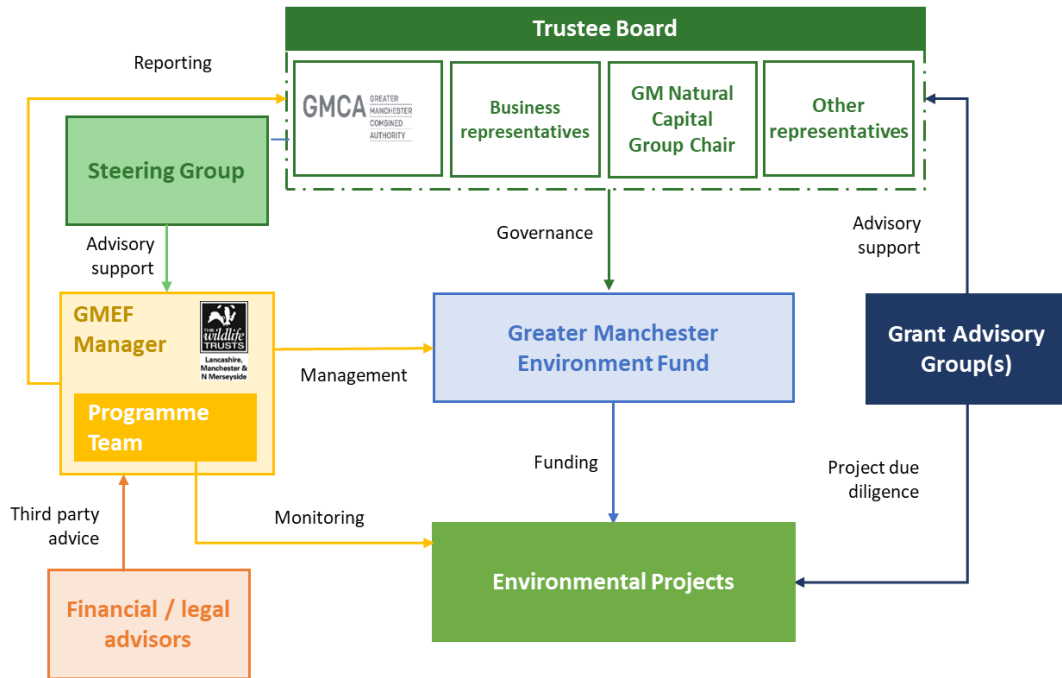 Trustee Board
Reporting
GMCA
GREATER
MANCHESTER
COMBINED
AUTHORITY
Business
representatives
GM Natural
Capital
Group Chair
Other
representatives
Steering Group
Advisory
support
Governance
Advisory
support
GMEF
Manager
THE
wildlife
TRUSTS
Lancashire,
Manchester &
N Merseyside
Management
Greater Manchester
Environment Fund
Grant Advisory
Group(s)
Programme
Team
Funding
Project due
diligence
Third party
advice
Monitoring
Environmental Projects
Financial / legal
advisors